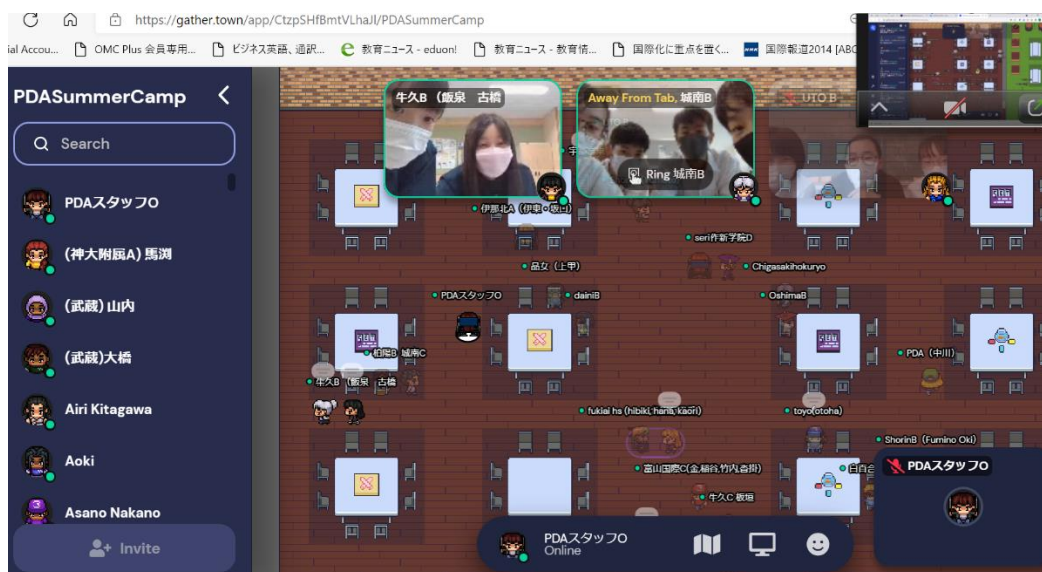 https://gather.town/app/CtzpSHfBmtVLhaJl/PDASummerCamp
ial Accou...
OMC Plus 会員専用...
ビジネス英語、通訳...
教育ニュース - eduon!
教育ニュース - 教育情...
国際化に重点を置く...
国際報道2014 [ABC
PDASummerCamp
Search
PDAスタッフO
(神大附属A) 馬渕
(武蔵) 山内
(武蔵)大橋
Airi Kitagawa
Aoki
Asano Nakano
Invite
牛久B (飯泉 古橋
Away From Tab, 城南B
Ring 城南B
UTO B
伊那北A (伊東・坂口)
seri作新学院D
品女 (上甲)
Chigasakihokuryo
PDAスタッフO
dainiB
OshimaB
柏陽B
城南C
PDA (中川)
牛久B (飯泉 古橋
fukiai hs (hibiki, hana, kaori)
toyo(otoha)
ShorinB (Fumino Oki)
富山国際C
牛久C 板垣
PDAスタッフO
PDAスタッフO
Online